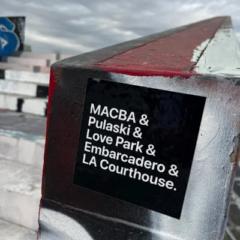 MACBA &
Pulaski &
Love Park &
Embarcadero &
LA Courthouse.